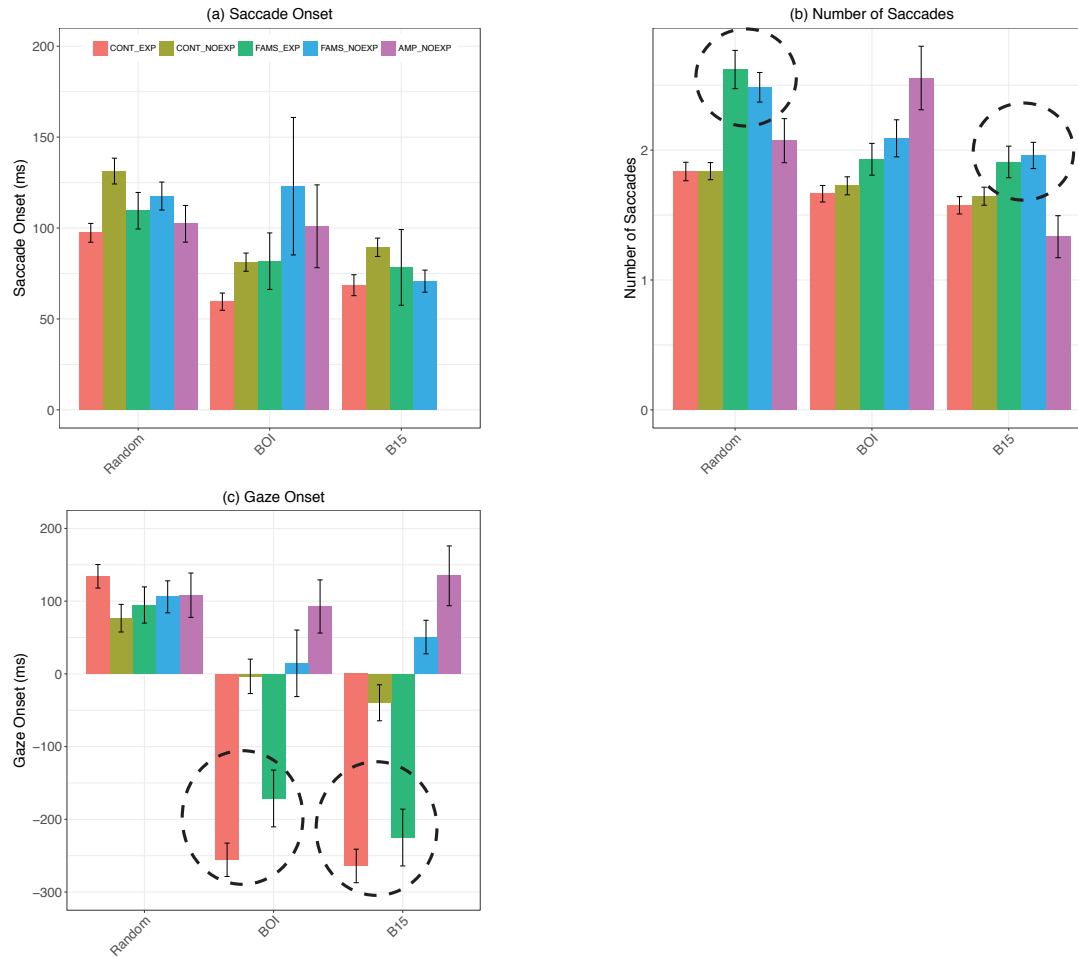 (a) Saccade Onset
CONT_EXP CONT_NOEXP FAMS_EXP FAMS_NOEXP AMP_NOEXP
Saccade Onset (ms)
200
150
100
50
0
Random BOI B15
(b) Number of Saccades
Number of Saccades
2
1
0
Random BOI B15
(c) Gaze Onset
Gaze Onset (ms)
200
100
0
−100
−200
−300
Random BOI B15